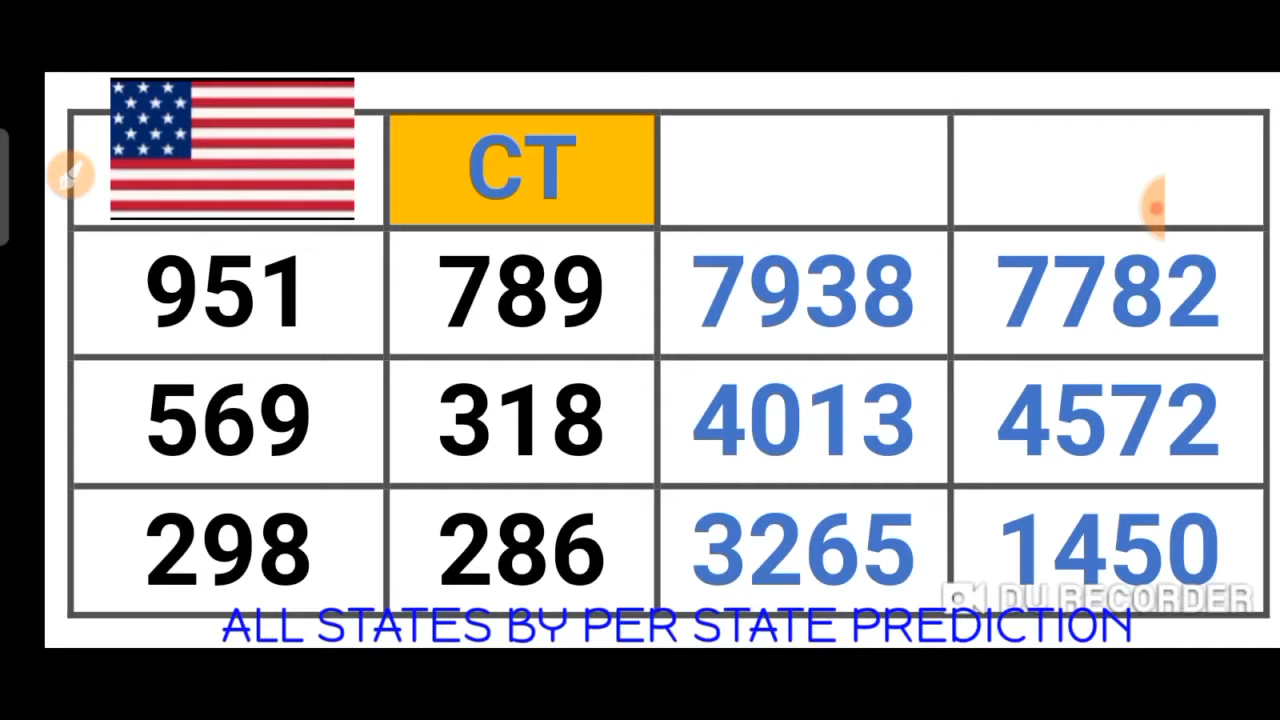 CT
951 789 7938 7782
569 318 4013 4572
298 286 3265 1450
DU RECORDER
ALL STATES BY PER STATE PREDICTION